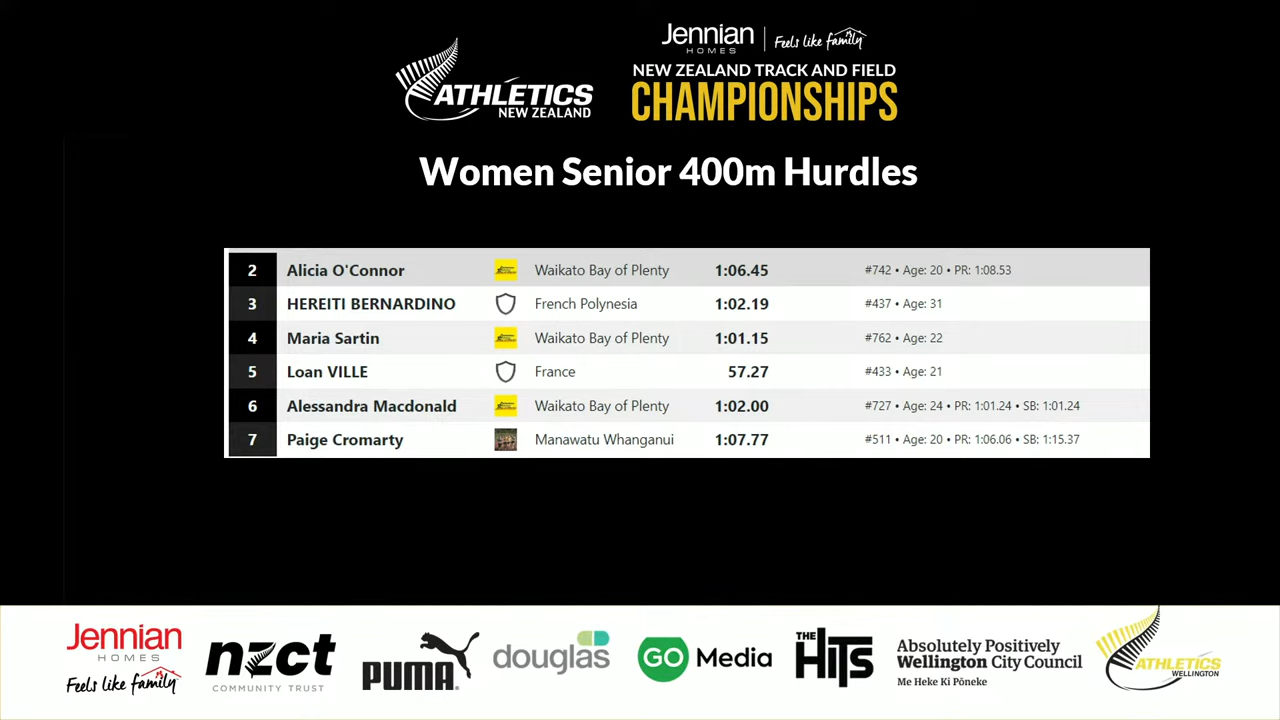 Jennian
HOMES
Feels like family
ATHLETICS
NEW ZEALAND
NEW ZEALAND TRACK AND FIELD
CHAMPIONSHIPS
Women Senior 400m Hurdles
2 Alicia O'Connor Waikato Bay of Plenty 1:06.45 #742 • Age: 20 • PR: 1:08.53
3 HEREITI BERNARDINO French Polynesia 1:02.19 #437 • Age: 31
4 Maria Sartin Waikato Bay of Plenty 1:01.15 #762 • Age: 22
5 Loan VILLE France 57.27 #433 • Age: 21
6 Alessandra Macdonald Waikato Bay of Plenty 1:02.00 #727 • Age: 24 • PR: 1:01.24 • SB: 1:01.24
7 Paige Cromarty Manawatu Whanganui 1:07.77 #511 • Age: 20 • PR: 1:06.06 • SB: 1:15.37
Jennian
HOMES
Feels like family
nzct
COMMUNITY TRUST
PUMA
douglas
GO Media
THE HITS
Absolutely Positively
Wellington City Council
Me Heke Ki Pōneke
ATHLETICS
WELLINGTON